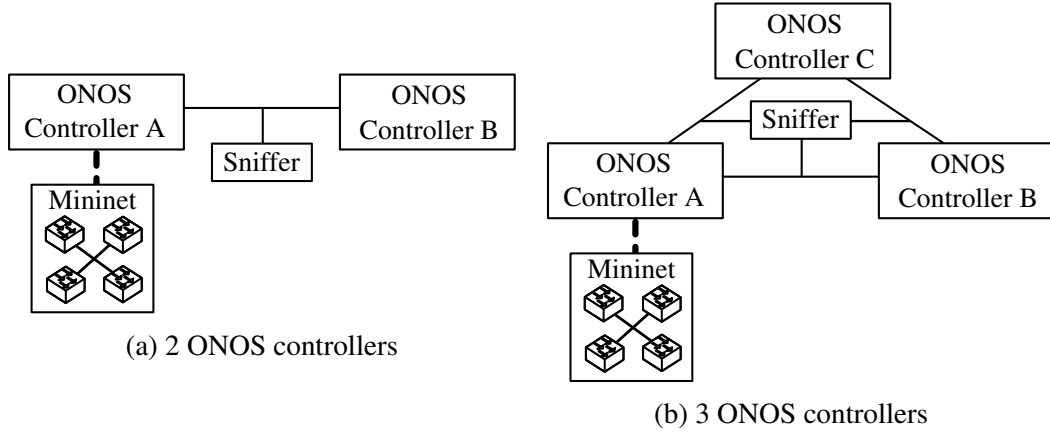 ONOS
Controller A
ONOS
Controller B
Sniffer
Mininet
(a) 2 ONOS controllers
ONOS
Controller C
Sniffer
ONOS
Controller A
ONOS
Controller B
Mininet
(b) 3 ONOS controllers